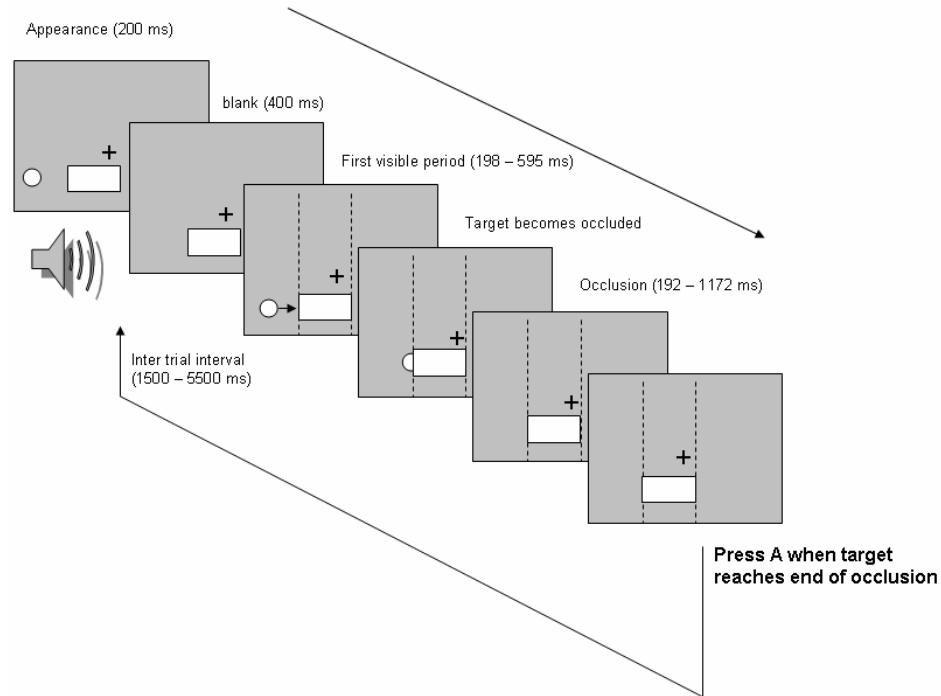 Appearance (200 ms)
blank (400 ms)
First visible period (198 – 595 ms)
Target becomes occluded
Occlusion (192 – 1172 ms)
Inter trial interval
(1500 – 5500 ms)
Press A when target
reaches end of occlusion